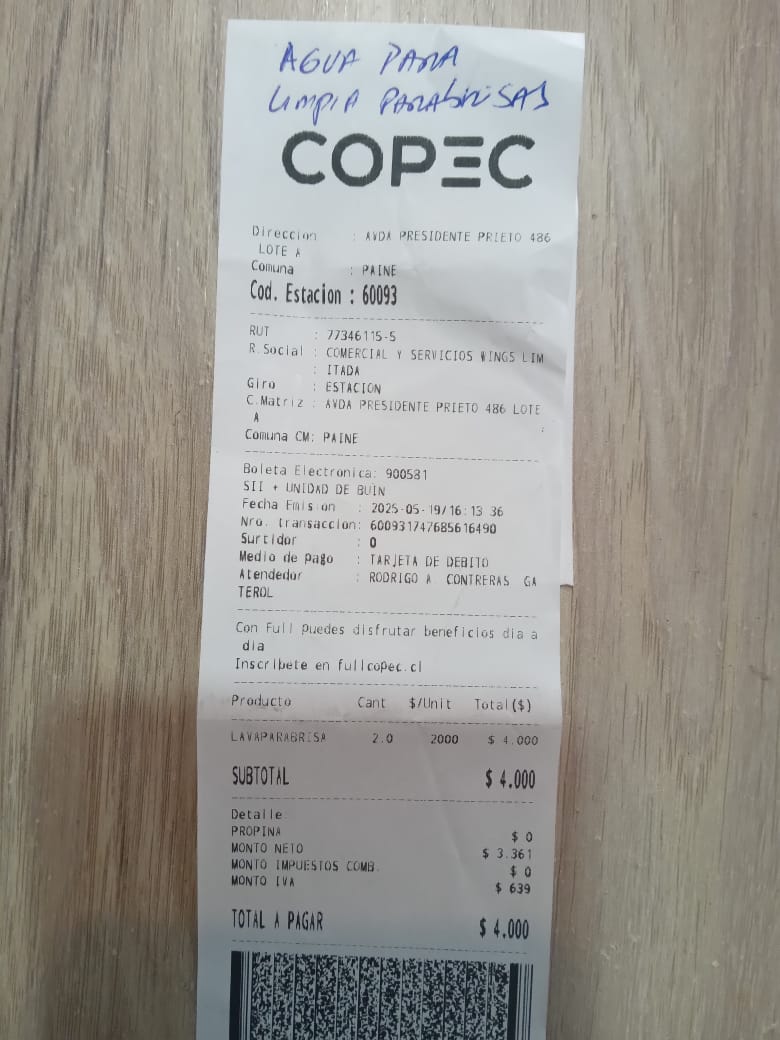 AGUA PARA
LIMPIA PARABRISAS
COPEC
Direccion : AVDA PRESIDENTE PRIETO 486
LOTE A
Comuna : PAINE
Cod. Estacion : 60093
RUT : 77346115-5
R.Social : COMERCIAL Y SERVICIOS WINGS LIM
: ITADA
Giro : ESTACION
C.Matriz : AVDA PRESIDENTE PRIETO 486 LOTE
A
Comuna CM: PAINE
Boleta Electronica: 900581
SII + UNIDAD DE BUIN
Fecha Emision : 2025-05-19/16:13:36
Nro. transaccion: 600931747685616490
Surtidor : 0
Medio de pago : TARJETA DE DEBITO
Atendedor : RODRIGO A CONTRERAS GA
TEROL
Con Full puedes disfrutar beneficios dia a
dia
Inscribete en fullcopec.cl
Producto Cant $/Unit Total($)
LAVAPARABRISA 2.0 2000 $ 4.000
SUBTOTAL $ 4.000
Detalle:
PROPINA $ 0
MONTO NETO $ 3.361
MONTO IMPUESTOS COMB. $ 0
MONTO IVA $ 639
TOTAL A PAGAR $ 4.000